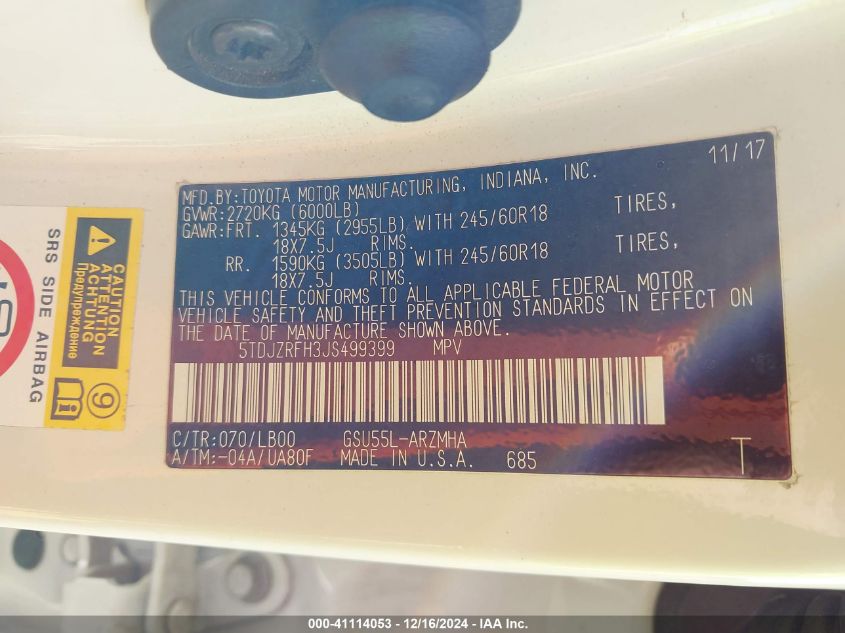 11/17
MFD.BY:TOYOTA MOTOR MANUFACTURING, INDIANA, INC.
GVWR:2720KG (6000LB)
GAWR:FRT. 1345KG (2955LB) WITH 245/60R18 TIRES,
18X7.5J RIMS.
RR. 1590KG (3505LB) WITH 245/60R18 TIRES,
18X7.5J RIMS.
THIS VEHICLE CONFORMS TO ALL APPLICABLE FEDERAL MOTOR
VEHICLE SAFETY AND THEFT PREVENTION STANDARDS IN EFFECT ON
THE DATE OF MANUFACTURE SHOWN ABOVE.
5TDJZRFH3JS499399 MPV
C/TR:070/LB00 GSU55L-ARZMHA
A/TM:-04A/UA80F MADE IN U.S.A. 685 T
SRS SIDE AIRBAG
CAUTION
ATTENTION
ACHTUNG
Предупреждение
9
000-41114053 - 12/16/2024 - IAA Inc.